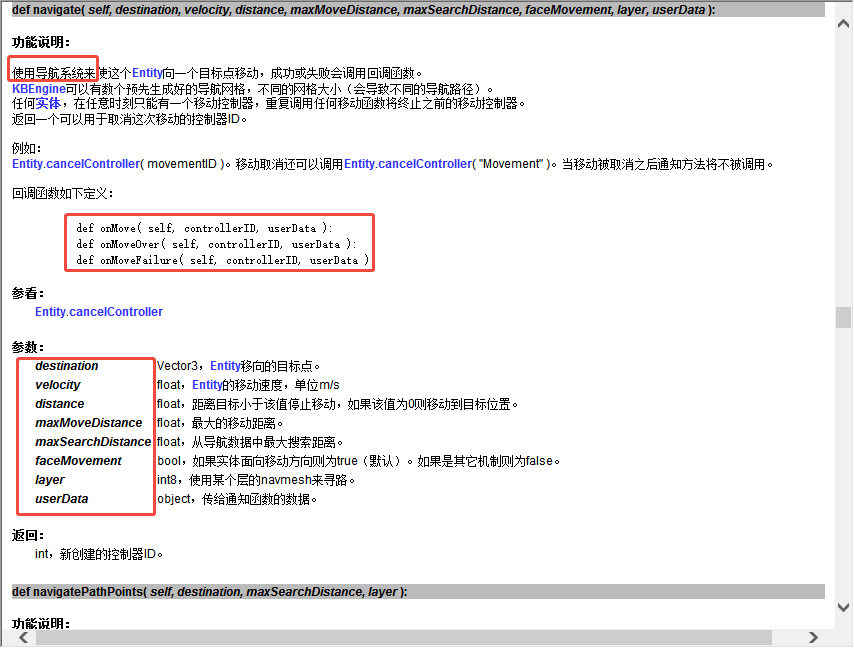 def navigate( self, destination, velocity, distance, maxMoveDistance, maxSearchDistance, faceMovement, layer, userData ):
功能说明：
使用导航系统来使这个Entity向一个目标点移动，成功或失败会调用回调函数。
KBEngine可以有数个预先生成好的导航网格，不同的网格大小（会导致不同的导航路径）。
任何实体，在任意时刻只能有一个移动控制器，重复调用任何移动函数将终止之前的移动控制器。
返回一个可以用于取消这次移动的控制器ID。
例如：
Entity.cancelController( movementID )。移动取消还可以调用Entity.cancelController( "Movement" )。当移动被取消之后通知方法将不被调用。
回调函数如下定义：
def onMove( self, controllerID, userData ):
def onMoveOver( self, controllerID, userData ):
def onMoveFailure( self, controllerID, userData )
参看：
Entity.cancelController
参数：
destination Vector3，Entity移向的目标点。
velocity float，Entity的移动速度，单位m/s
distance float，距离目标小于该值停止移动，如果该值为0则移动到目标位置。
maxMoveDistance float，最大的移动距离。
maxSearchDistance float，从导航数据中最大搜索距离。
faceMovement bool，如果实体面向移动方向则为true（默认）。如果是其它机制则为false。
layer int8，使用某个层的navmesh来寻路。
userData object，传给通知函数的数据。
返回：
int，新创建的控制器ID。
def navigatePathPoints( self, destination, maxSearchDistance, layer ):
功能说明：